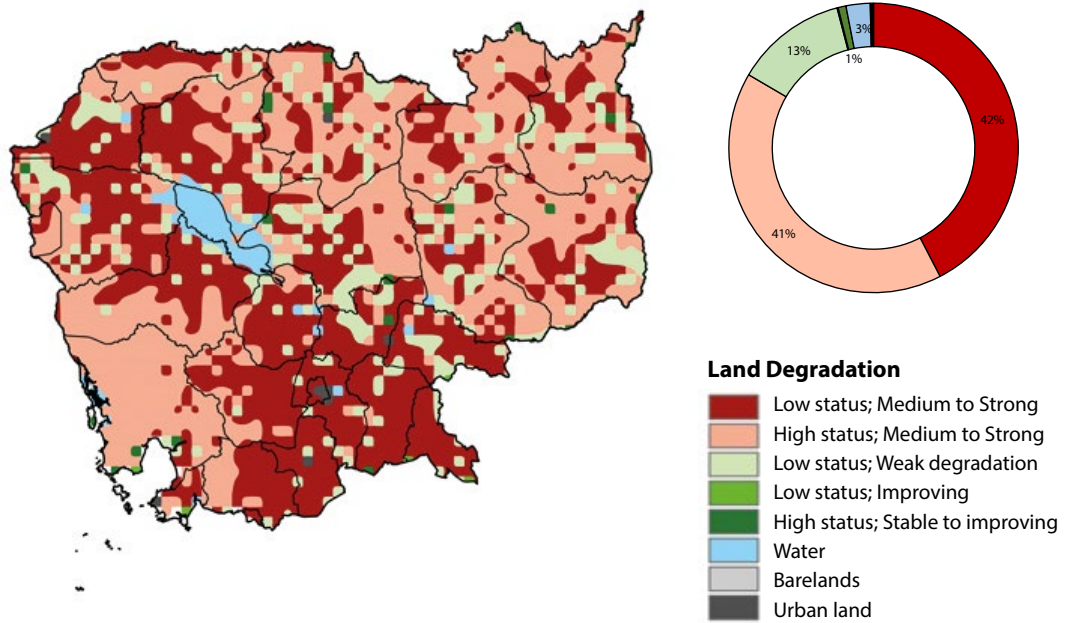 3%
13%
1%
42%
41%
Land Degradation
Low status; Medium to Strong
High status; Medium to Strong
Low status; Weak degradation
Low status; Improving
High status; Stable to improving
Water
Barelands
Urban land